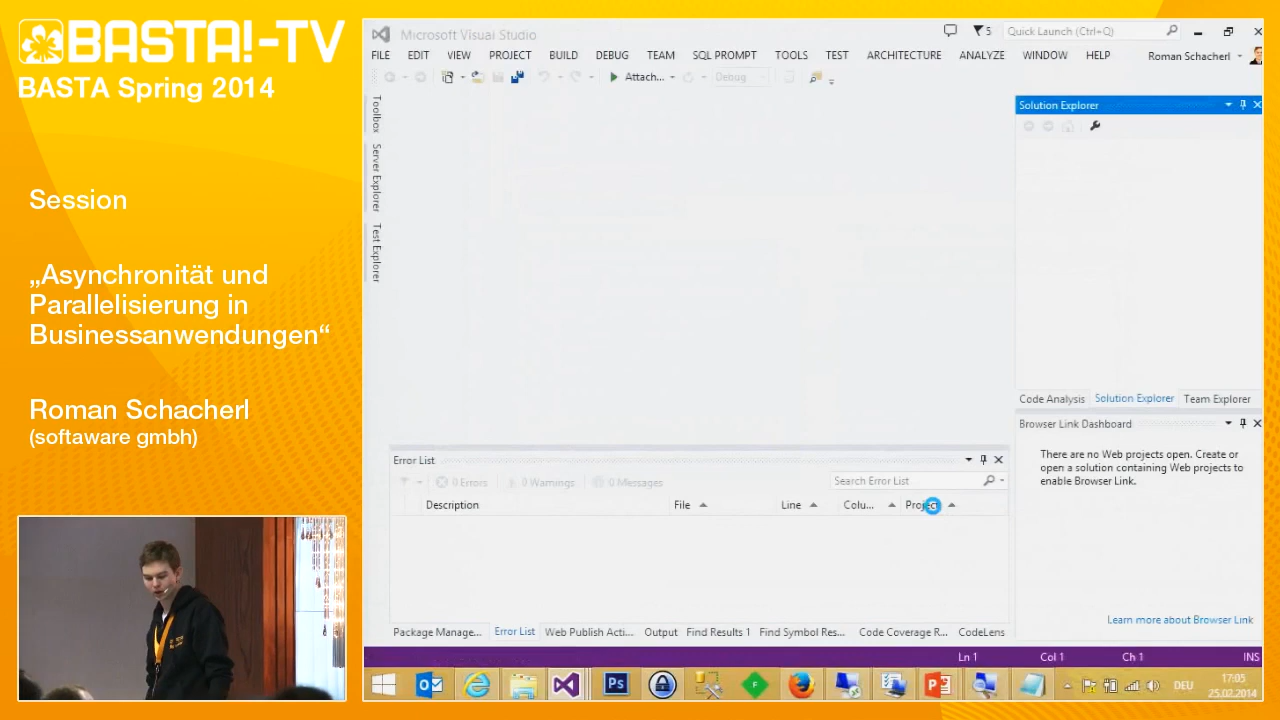 BASTA!-TV
BASTA Spring 2014
Session
„Asynchronität und
Parallelisierung in
Businessanwendungen“
Roman Schacherl
(softaware gmbh)
Microsoft Visual Studio
5
Quick Launch (Ctrl+Q)
FILE EDIT VIEW PROJECT BUILD DEBUG TEAM SQL PROMPT TOOLS TEST ARCHITECTURE ANALYZE WINDOW HELP Roman Schacherl
Attach... Debug
Toolbox
Server Explorer
Test Explorer
Solution Explorer
Code Analysis Solution Explorer Team Explorer
Browser Link Dashboard
There are no Web projects open. Create or
open a solution containing Web projects to
enable Browser Link.
Learn more about Browser Link
Error List
0 Errors 0 Warnings 0 Messages Search Error List
Description File Line Colu... Project
Package Manage... Error List Web Publish Acti... Output Find Results 1 Find Symbol Res... Code Coverage R... CodeLens
Ln 1 Col 1 Ch 1 INS
Ps
DEU
17:05
25.02.2014